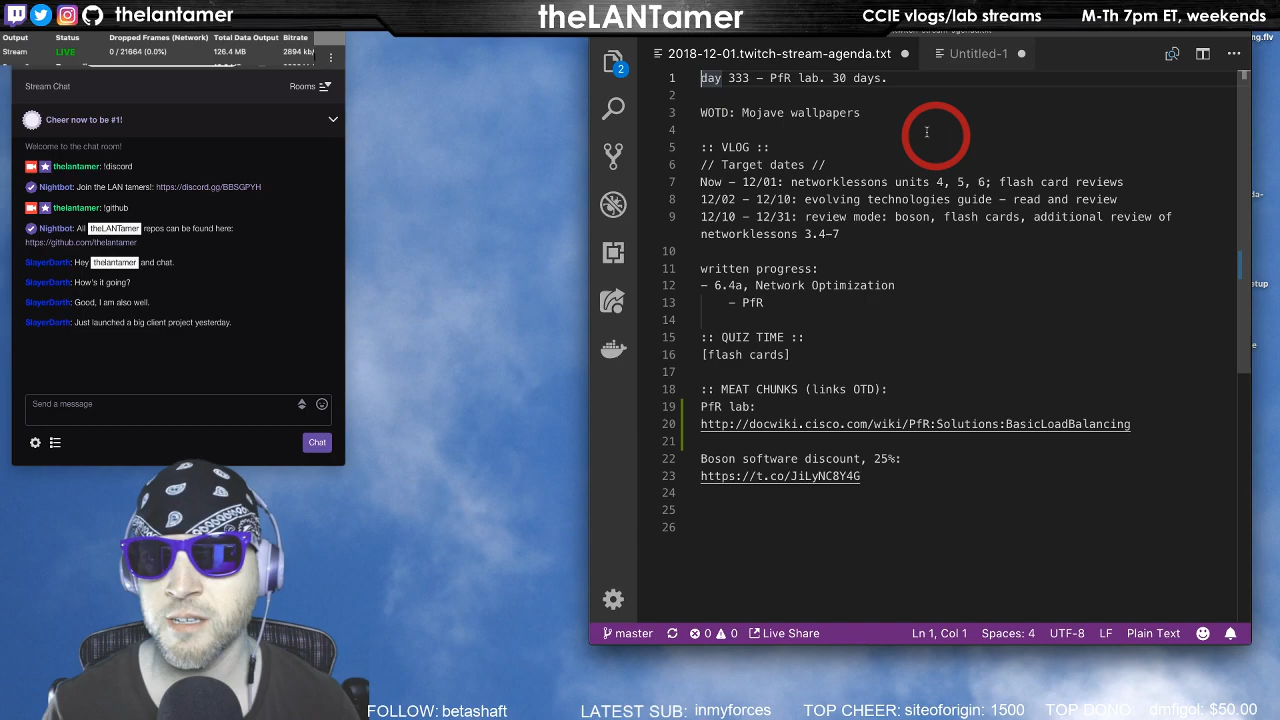 thelantamer
theLANTamer
CCIE vlogs/lab streams
M-Th 7pm ET, weekends
Output Status Dropped Frames (Network) Total Data Output Bitrate
Stream LIVE 0 / 21664 (0.0%) 126.4 MB 2894 kb/
Stream Chat
Rooms
Cheer now to be #1!
Welcome to the chat room!
thelantamer: !discord
Nightbot: Join the LAN tamers!: https://discord.gg/BBSGPYH
thelantamer: !github
Nightbot: All theLANTamer repos can be found here:
https://github.com/thelantamer
SlayerDarth: Hey thelantamer and chat.
SlayerDarth: How's it going?
SlayerDarth: Good, I am also well.
SlayerDarth: Just launched a big client project yesterday.
Send a message
Chat
2018-12-01.twitch-stream-agenda.txt
Untitled-1
2
1 day 333 – PfR lab. 30 days.
2
3 WOTD: Mojave wallpapers
4
5 :: VLOG ::
6 // Target dates //
7 Now – 12/01: networklessons units 4, 5, 6; flash card reviews
8 12/02 – 12/10: evolving technologies guide – read and review
9 12/10 – 12/31: review mode: boson, flash cards, additional review of
networklessons 3.4-7
10
11 written progress:
12 – 6.4a, Network Optimization
13 – PfR
14
15 :: QUIZ TIME ::
16 [flash cards]
17
18 :: MEAT CHUNKS (links OTD):
19 PfR lab:
20 http://docwiki.cisco.com/wiki/PfR:Solutions:BasicLoadBalancing
21
22 Boson software discount, 25%:
23 https://t.co/JiLyNC8Y4G
24
25
26
master 0 0 Live Share
Ln 1, Col 1 Spaces: 4 UTF-8 LF Plain Text
FOLLOW: betashaft
LATEST SUB: inmyforces
TOP CHEER: siteoforigin: 1500
TOP DONO: dmfigol: $50.00